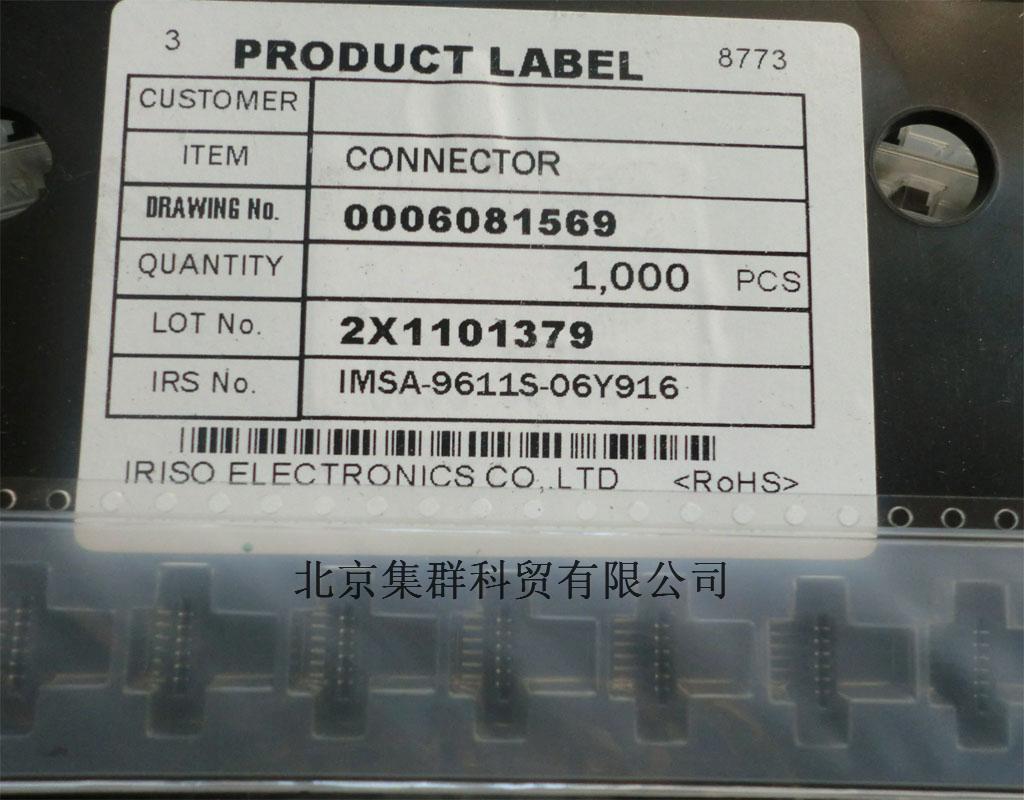 3
PRODUCT LABEL
8773
CUSTOMER
ITEM CONNECTOR
DRAWING No. 0006081569
QUANTITY 1,000 PCS
LOT No. 2X1101379
IRS No. IMSA-9611S-06Y916
IRISO ELECTRONICS CO,.LTD <RoHS>
北京集群科贸有限公司